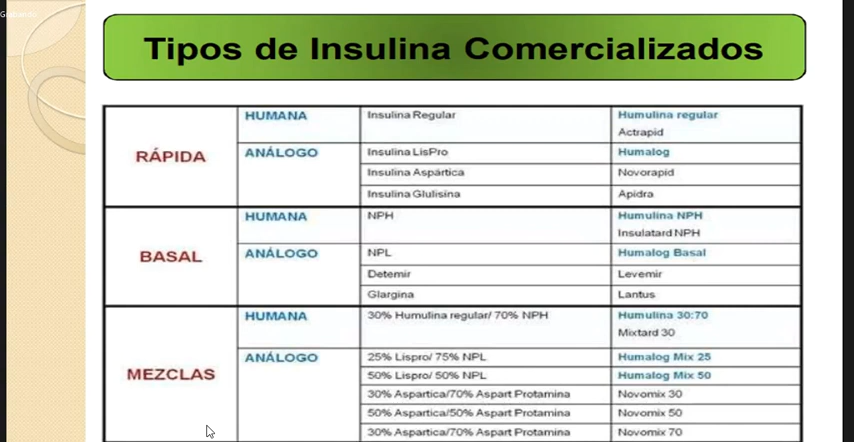 Grabando
Tipos de Insulina Comercializados
RÁPIDA
HUMANA
Insulina Regular
Humulina regular
Actrapid
ANÁLOGO
Insulina LisPro
Humalog
Insulina Aspártica
Novorapid
Insulina Glulisina
Apidra
BASAL
HUMANA
NPH
Humulina NPH
Insulatard NPH
ANÁLOGO
NPL
Humalog Basal
Detemir
Levemir
Glargina
Lantus
MEZCLAS
HUMANA
30% Humulina regular/ 70% NPH
Humulina 30:70
Mixtard 30
ANÁLOGO
25% Lispro/ 75% NPL
Humalog Mix 25
50% Lispro/ 50% NPL
Humalog Mix 50
30% Aspartica/70% Aspart Protamina
Novomix 30
50% Aspartica/50% Aspart Protamina
Novomix 50
30% Aspartica/70% Aspart Protamina
Novomix 70